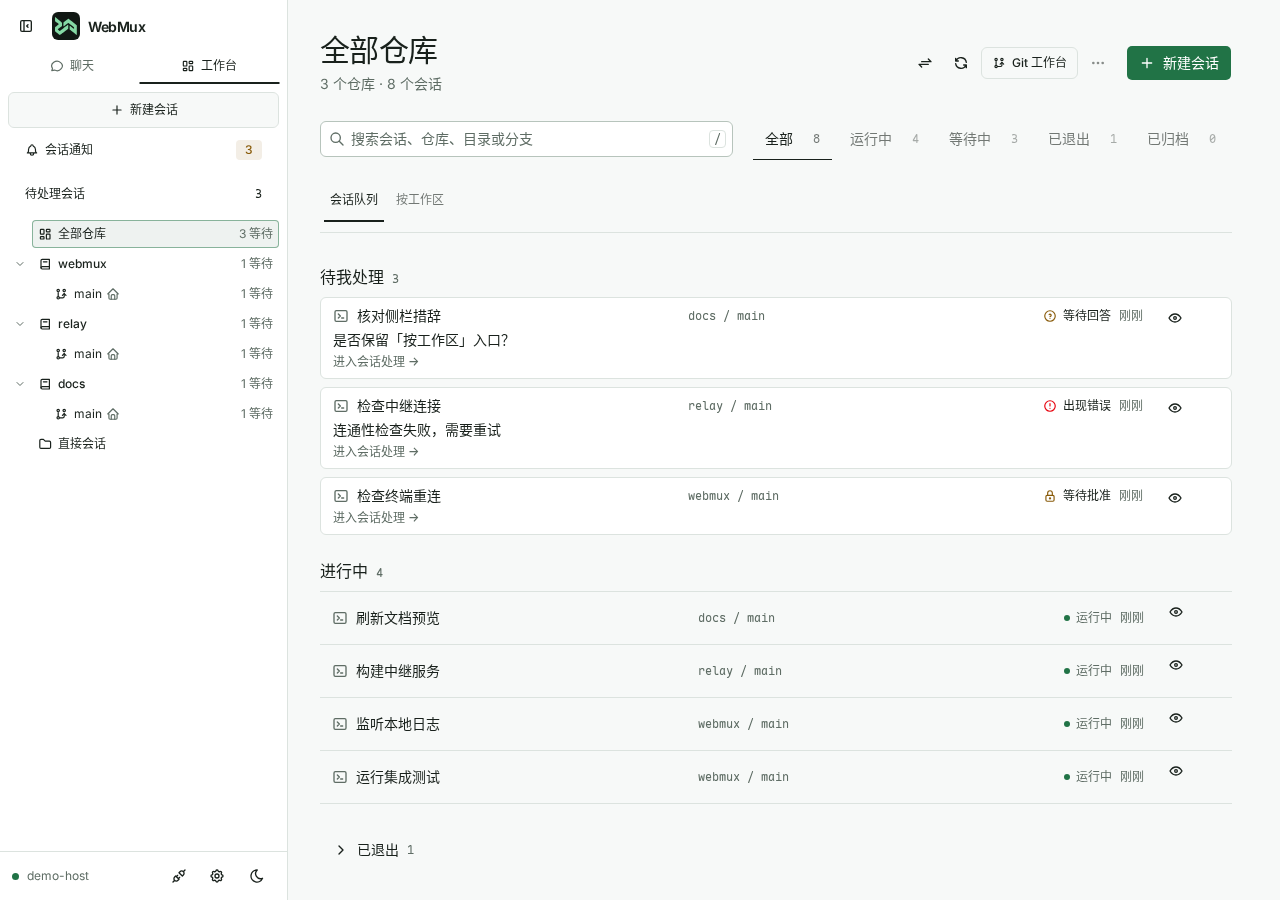 WebMux
聊天
工作台
新建会话
会话通知 3
待处理会话 3
全部仓库 3 等待
webmux 1 等待
main 1 等待
relay 1 等待
main 1 等待
docs 1 等待
main 1 等待
直接会话
demo-host
全部仓库
3 个仓库 · 8 个会话
Git 工作台
新建会话
搜索会话、仓库、目录或分支 /
全部 8 运行中 4 等待中 3 已退出 1 已归档 0
会话队列 按工作区
待我处理 3
核对侧栏措辞 docs / main 等待回答 刚刚
是否保留「按工作区」入口?
进入会话处理 →
检查中继连接 relay / main 出现错误 刚刚
连通性检查失败，需要重试
进入会话处理 →
检查终端重连 webmux / main 等待批准 刚刚
进入会话处理 →
进行中 4
刷新文档预览 docs / main 运行中 刚刚
构建中继服务 relay / main 运行中 刚刚
监听本地日志 webmux / main 运行中 刚刚
运行集成测试 webmux / main 运行中 刚刚
已退出 1